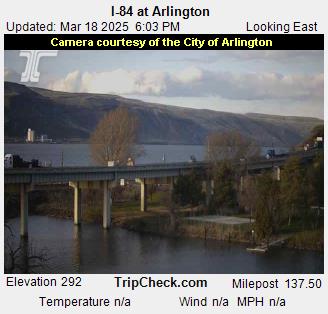 I-84 at Arlington
Updated: Mar 18 2025 6:03 PM Looking East
Camera courtesy of the City of Arlington
Elevation 292 TripCheck.com Milepost 137.50
Temperature n/a Wind n/a MPH n/a